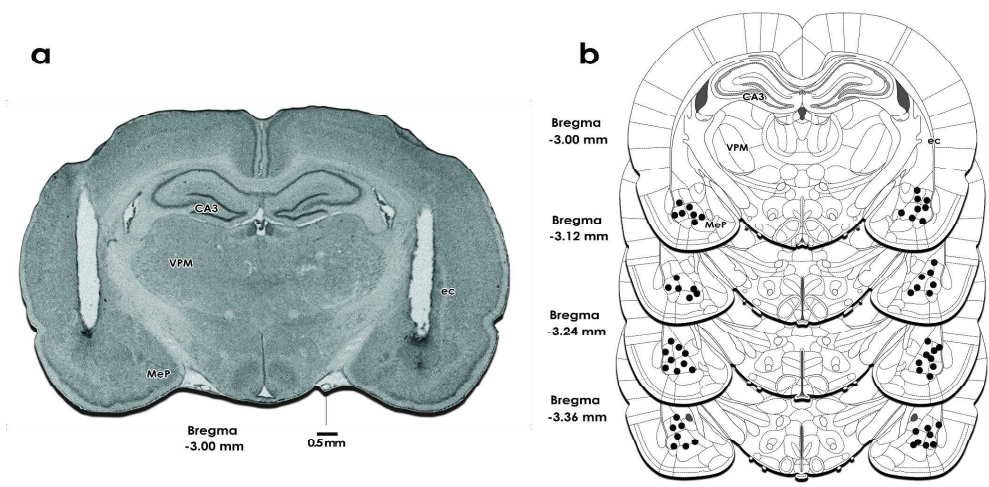 a
CA3
VPM
ec
MeP
Bregma
-3.00 mm
0.5mm
b
Bregma
-3.00 mm
CA3
VPM
ec
MeP
Bregma
-3.12 mm
Bregma
-3.24 mm
Bregma
-3.36 mm